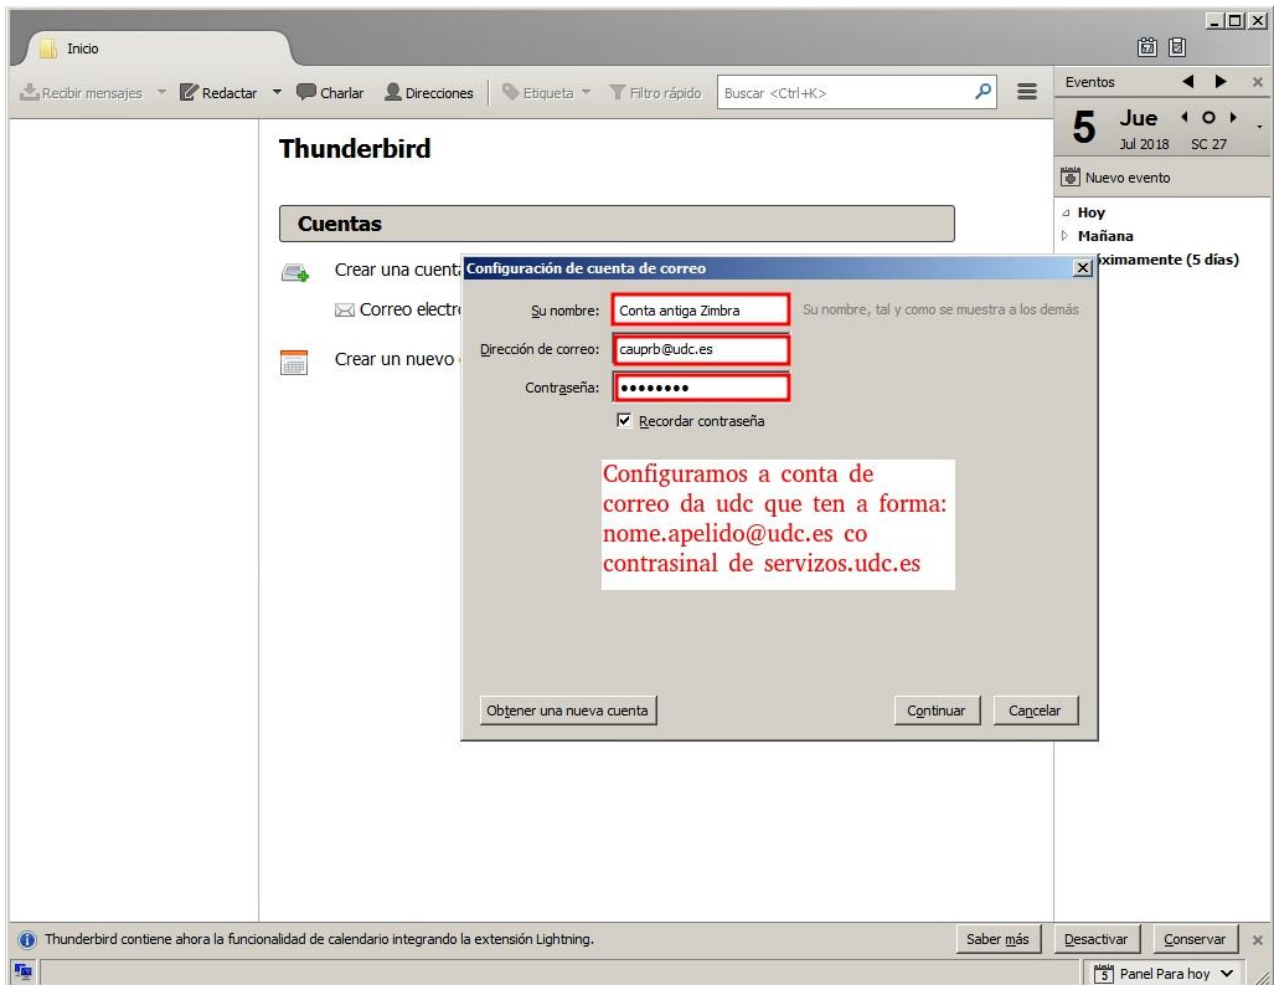 Inicio
Recibir mensajes
Redactar
Charlar
Direcciones
Etiqueta
Filtro rápido
Buscar <Ctrl+K>
Eventos
5
Jue
Jul 2018
SC 27
Nuevo evento
Hoy
Mañana
óximamente (5 días)
Thunderbird
Cuentas
Crear una cuenta
Correo electr
Crear un nuevo
Configuración de cuenta de correo
Su nombre:
Conta antiga Zimbra
Su nombre, tal y como se muestra a los demás
Dirección de correo:
cauprb@udc.es
Contraseña:
••••••••
Recordar contraseña
Configuramos a conta de
correo da udc que ten a forma:
nome.apelido@udc.es co
contrasinal de servizos.udc.es
Obtener una nueva cuenta
Continuar
Cancelar
Thunderbird contiene ahora la funcionalidad de calendario integrando la extensión Lightning.
Saber más
Desactivar
Conservar
5
Panel Para hoy